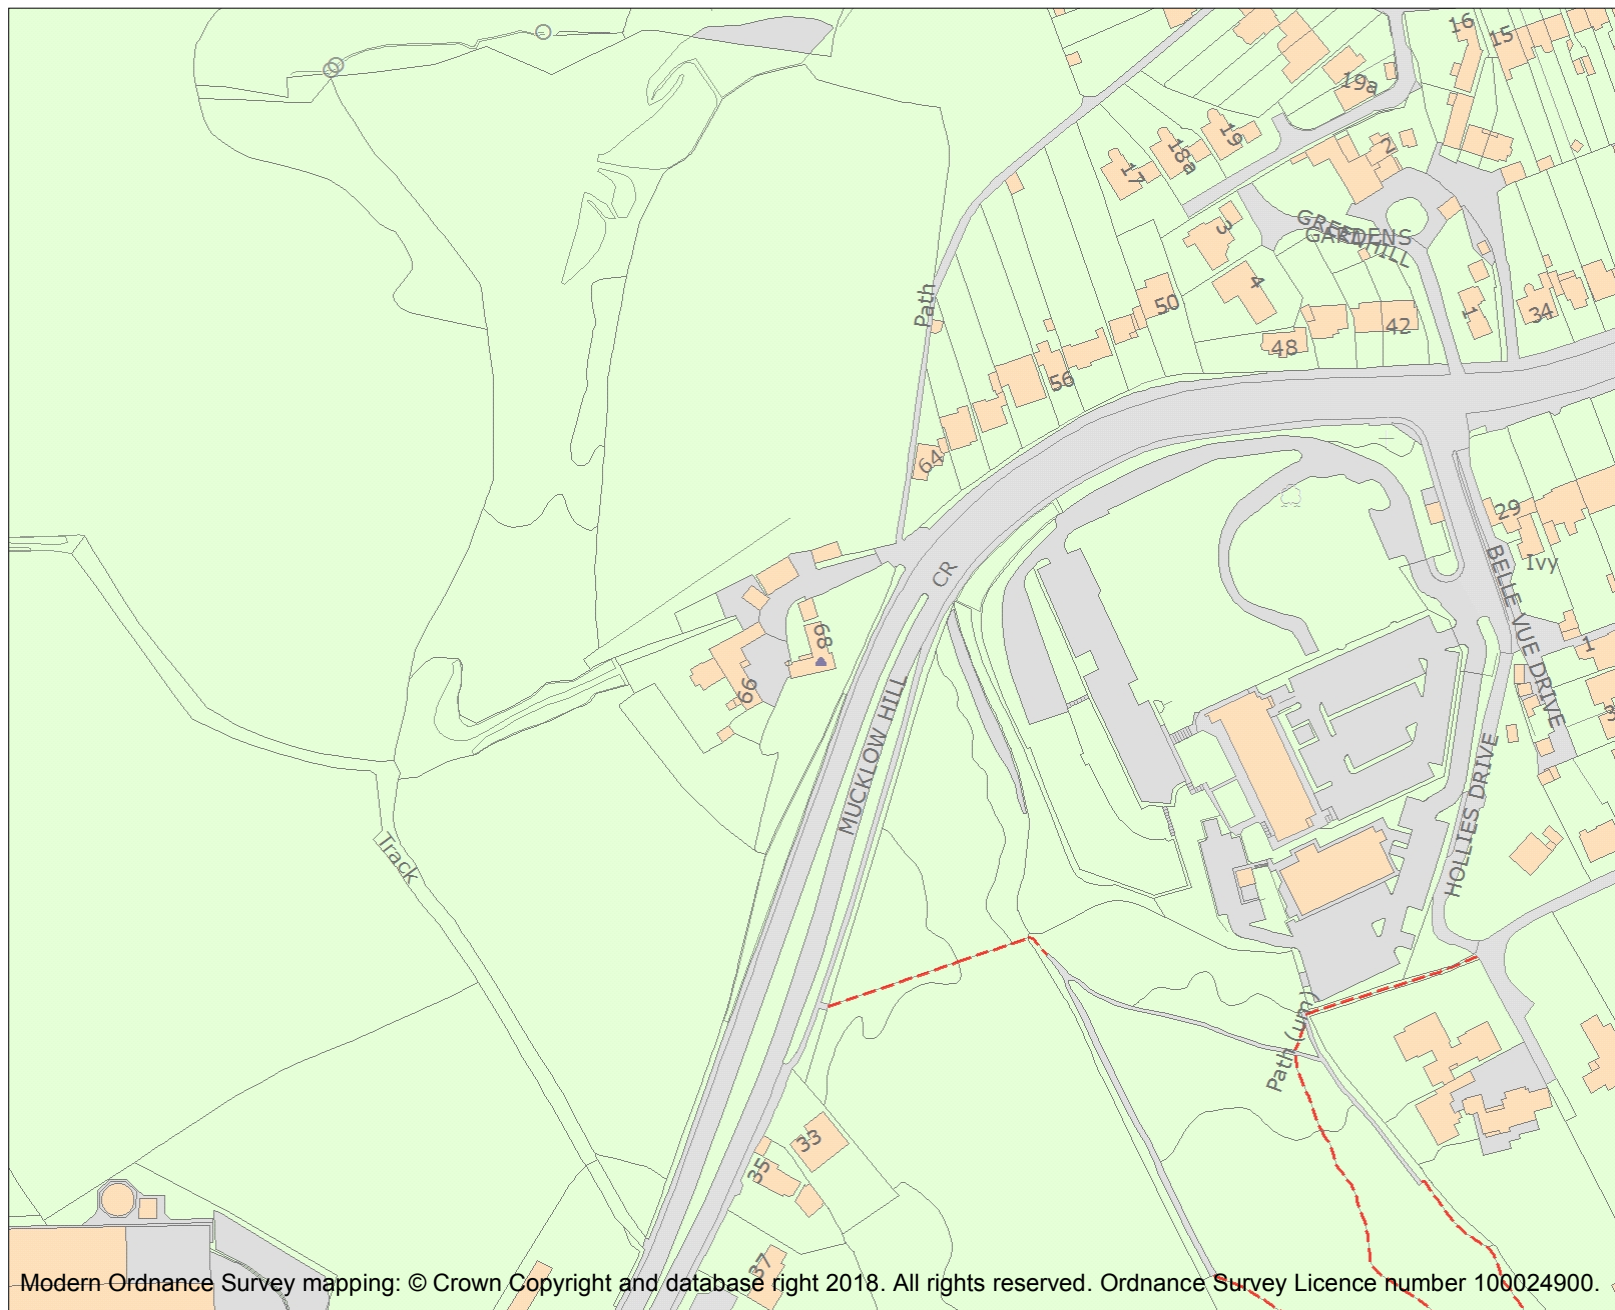 16
15
19a
19
18a
17
2
3
GREENHILL
GARDENS
4
Path
50
1
34
42
48
56
64
29
CR
Ivy
BELLE VUE DRIVE
68
1
66
3
MUCKLOW HILL
HOLLIES DRIVE
Track
Path (um)
33
35
37
Modern Ordnance Survey mapping: © Crown Copyright and database right 2018. All rights reserved. Ordnance Survey Licence number 100024900.